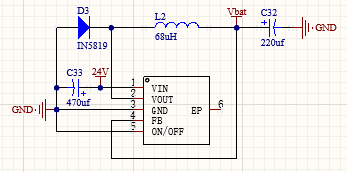 D3
IN5819
L2
68uH
Vbat
C32
220uf
GND
C33
470uf
24V
GND
1 VIN
2 VOUT
3 GND
4 FB
5 ON/OFF
EP 6